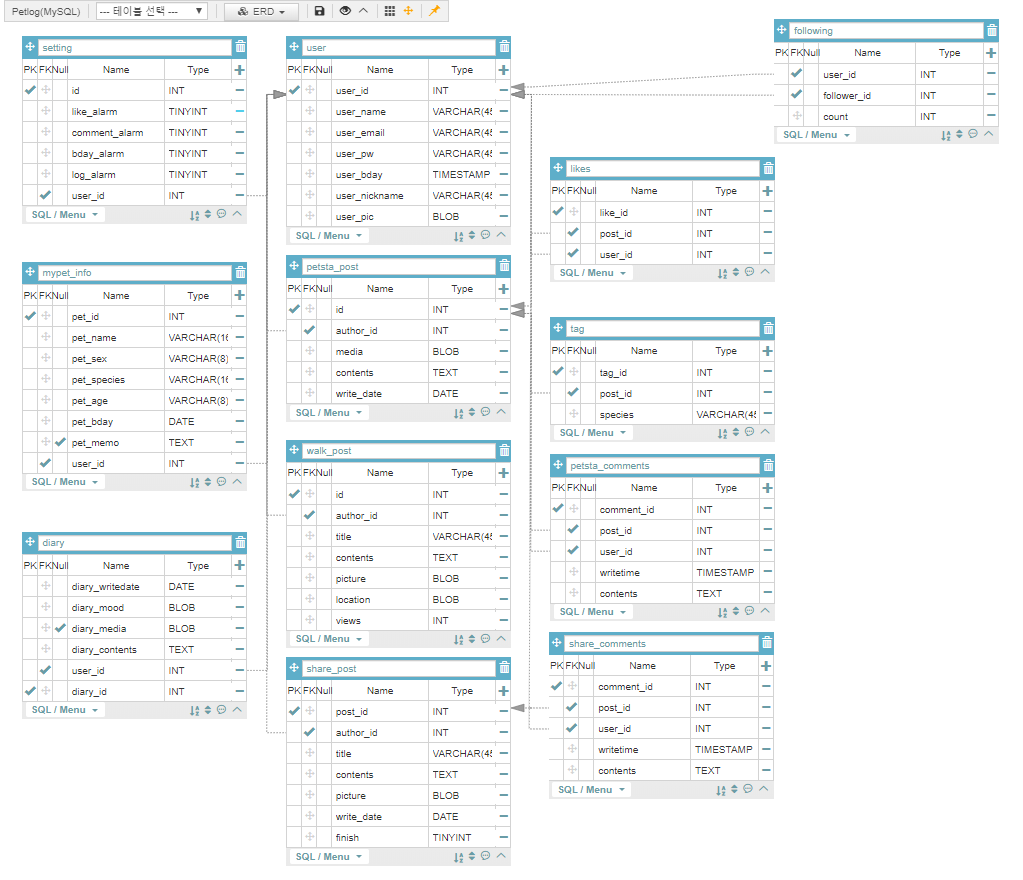 Petlog(MySQL) --- 테이블 선택 --- ERD
setting
PK FK Null Name Type
id INT
like_alarm TINYINT
comment_alarm TINYINT
bday_alarm TINYINT
log_alarm TINYINT
user_id INT
SQL / Menu
mypet_info
PK FK Null Name Type
pet_id INT
pet_name VARCHAR(16
pet_sex VARCHAR(8)
pet_species VARCHAR(16
pet_age VARCHAR(8)
pet_bday DATE
pet_memo TEXT
user_id INT
SQL / Menu
diary
PK FK Null Name Type
diary_writedate DATE
diary_mood BLOB
diary_media BLOB
diary_contents TEXT
user_id INT
diary_id INT
SQL / Menu
user
PK FK Null Name Type
user_id INT
user_name VARCHAR(45
user_email VARCHAR(45
user_pw VARCHAR(45
user_bday TIMESTAMP
user_nickname VARCHAR(45
user_pic BLOB
SQL / Menu
petsta_post
PK FK Null Name Type
id INT
author_id INT
media BLOB
contents TEXT
write_date DATE
SQL / Menu
walk_post
PK FK Null Name Type
id INT
author_id INT
title VARCHAR(45
contents TEXT
picture BLOB
location BLOB
views INT
SQL / Menu
share_post
PK FK Null Name Type
post_id INT
author_id INT
title VARCHAR(45
contents TEXT
picture BLOB
write_date DATE
finish TINYINT
SQL / Menu
following
PK FK Null Name Type
user_id INT
follower_id INT
count INT
SQL / Menu
likes
PK FK Null Name Type
like_id INT
post_id INT
user_id INT
SQL / Menu
tag
PK FK Null Name Type
tag_id INT
post_id INT
species VARCHAR(45
SQL / Menu
petsta_comments
PK FK Null Name Type
comment_id INT
post_id INT
user_id INT
writetime TIMESTAMP
contents TEXT
SQL / Menu
share_comments
PK FK Null Name Type
comment_id INT
post_id INT
user_id INT
writetime TIMESTAMP
contents TEXT
SQL / Menu